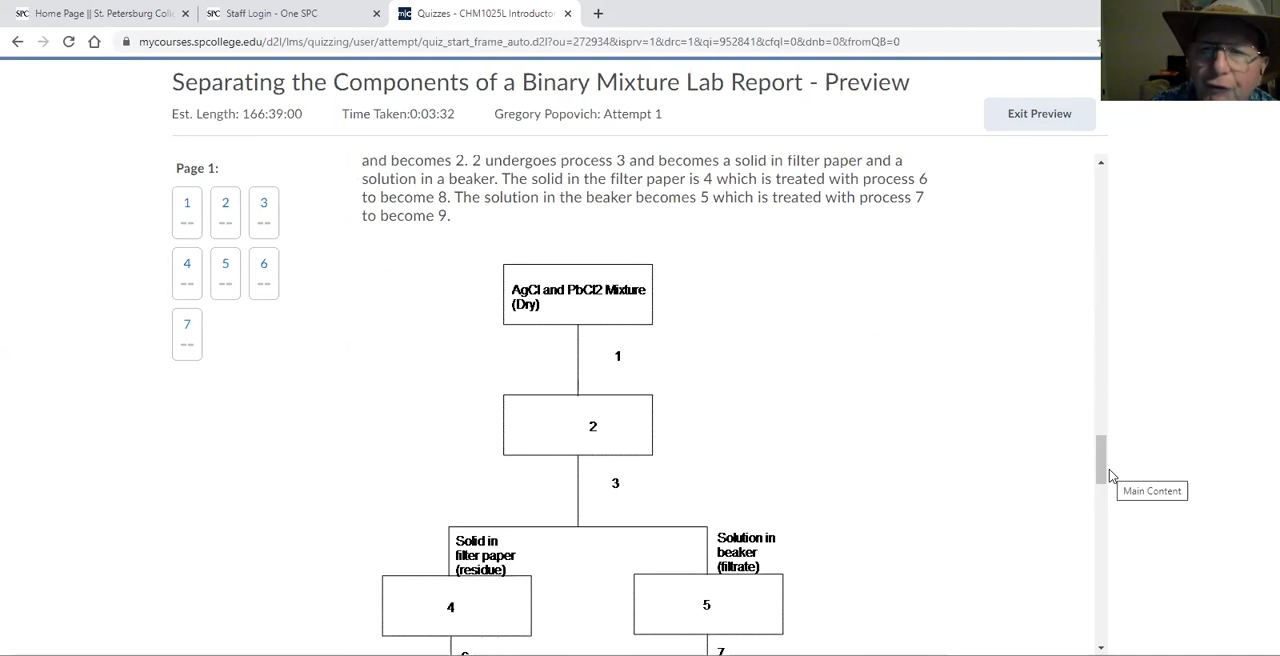 SPC Home Page || St. Petersburg Coll
SPC Staff Login - One SPC
m|c Quizzes - CHM1025L Introducto
mycourses.spcollege.edu/d2l/lms/quizzing/user/attempt/quiz_start_frame_auto.d2l?ou=272934&isprv=1&drc=1&qi=952841&cfql=0&dnb=0&fromQB=0
Separating the Components of a Binary Mixture Lab Report - Preview
Est. Length: 166:39:00 Time Taken:0:03:32 Gregory Popovich: Attempt 1
Exit Preview
Page 1:
1 2 3
-- -- --
4 5 6
-- -- --
7
--
and becomes 2. 2 undergoes process 3 and becomes a solid in filter paper and a
solution in a beaker. The solid in the filter paper is 4 which is treated with process 6
to become 8. The solution in the beaker becomes 5 which is treated with process 7
to become 9.
AgCl and PbCl2 Mixture
(Dry)
1
2
3
Solid in
filter paper
(residue)
Solution in
beaker
(filtrate)
4
5
6
7
Main Content